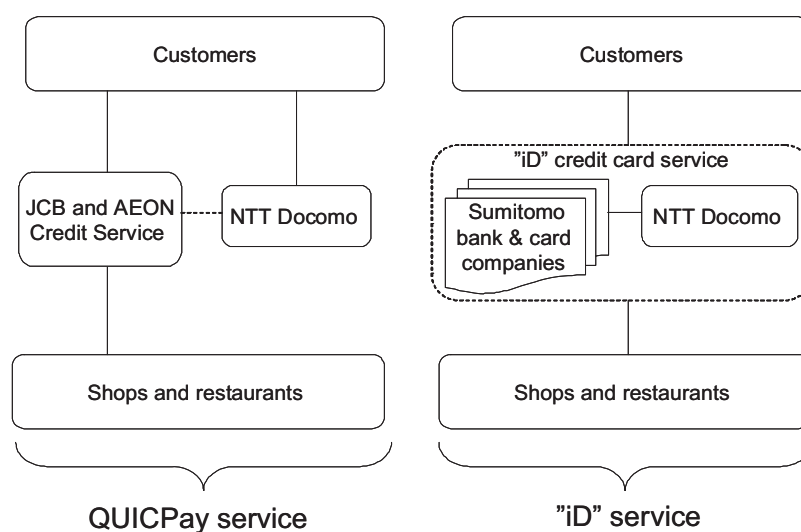 Customers
JCB and AEON
Credit Service
NTT Docomo
Shops and restaurants
QUICPay service
Customers
”iD” credit card service
Sumitomo
bank & card
companies
NTT Docomo
Shops and restaurants
”iD” service